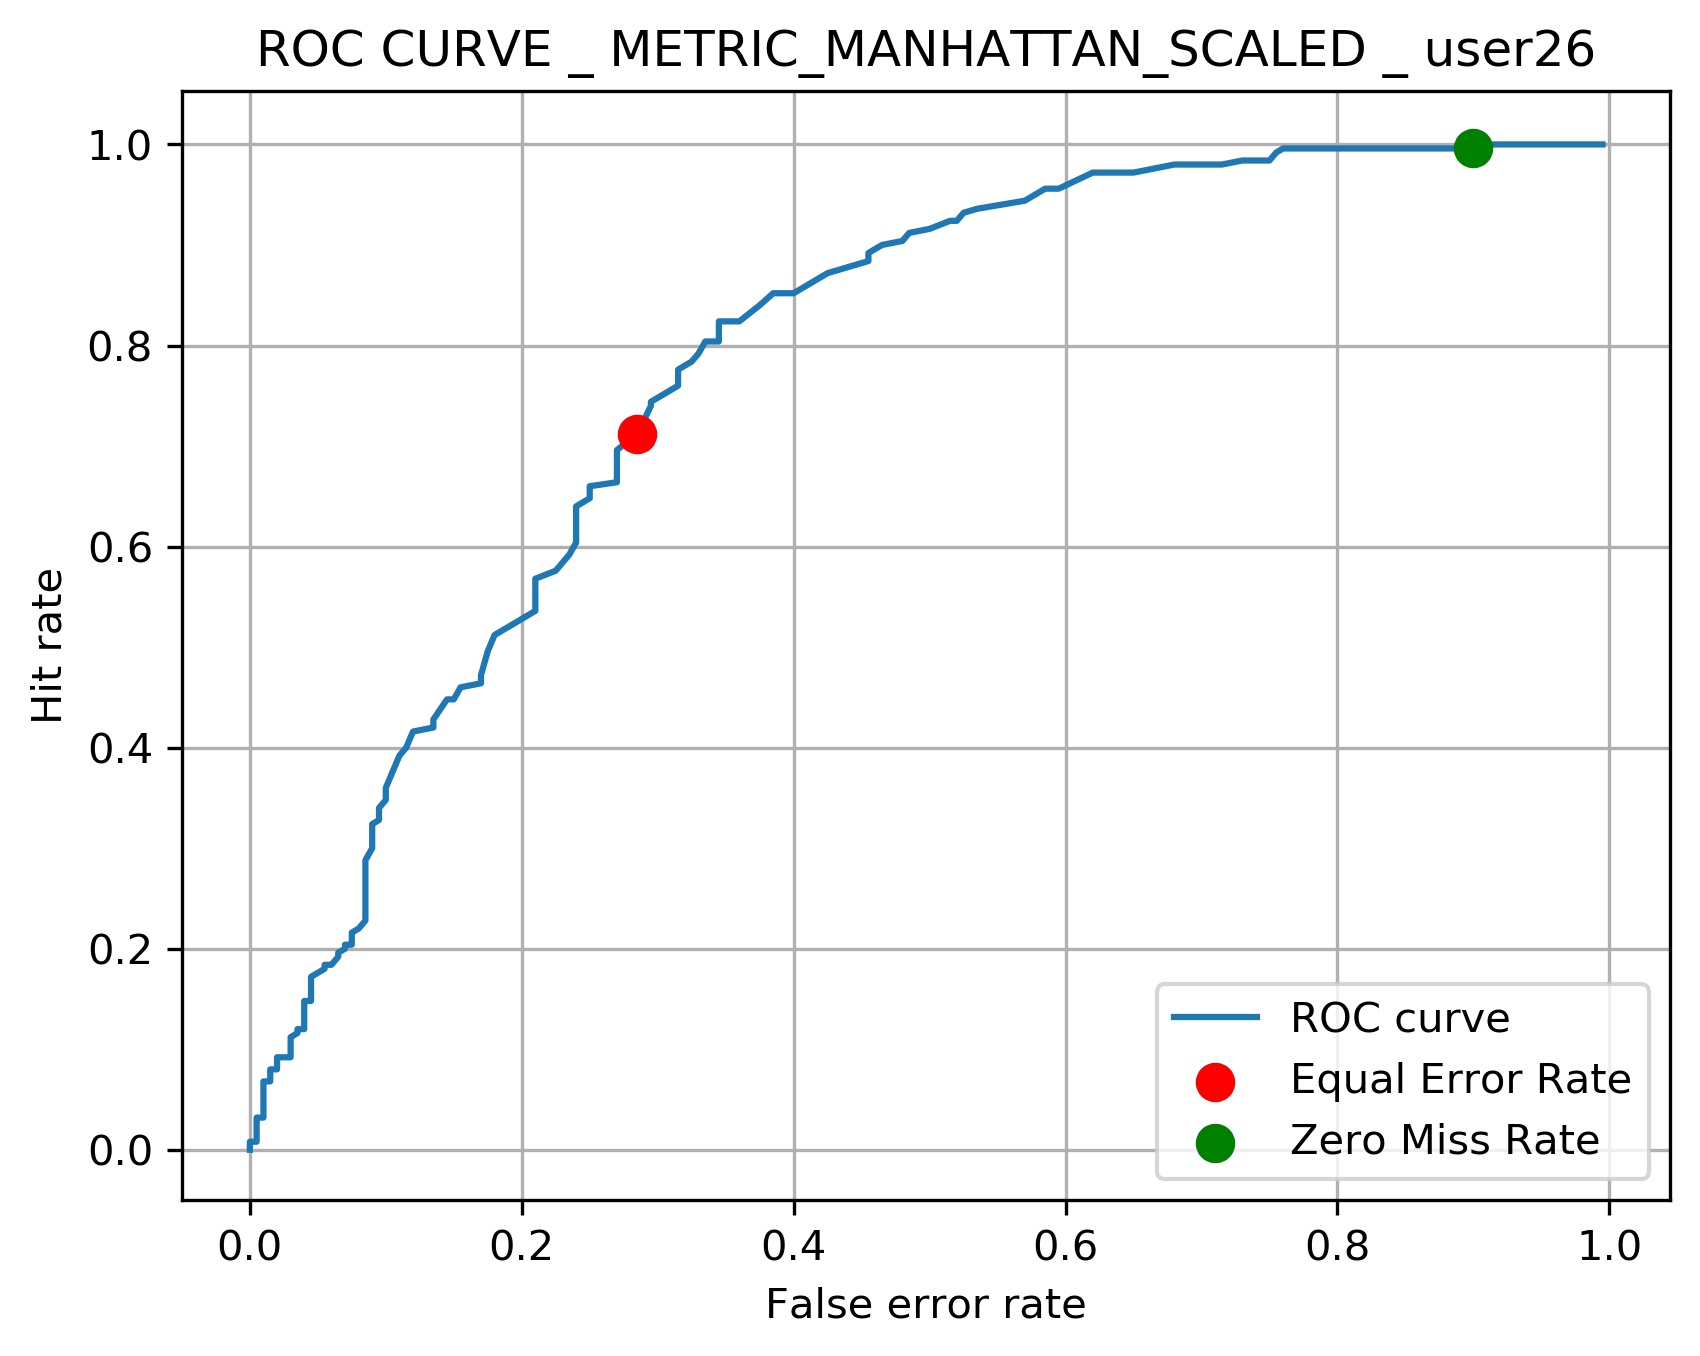 ROC CURVE _ METRIC_MANHATTAN_SCALED _ user26
1.0
0.8
0.6
0.4
0.2
0.0
Hit rate
ROC curve
Equal Error Rate
Zero Miss Rate
0.0 0.2 0.4 0.6 0.8 1.0
False error rate